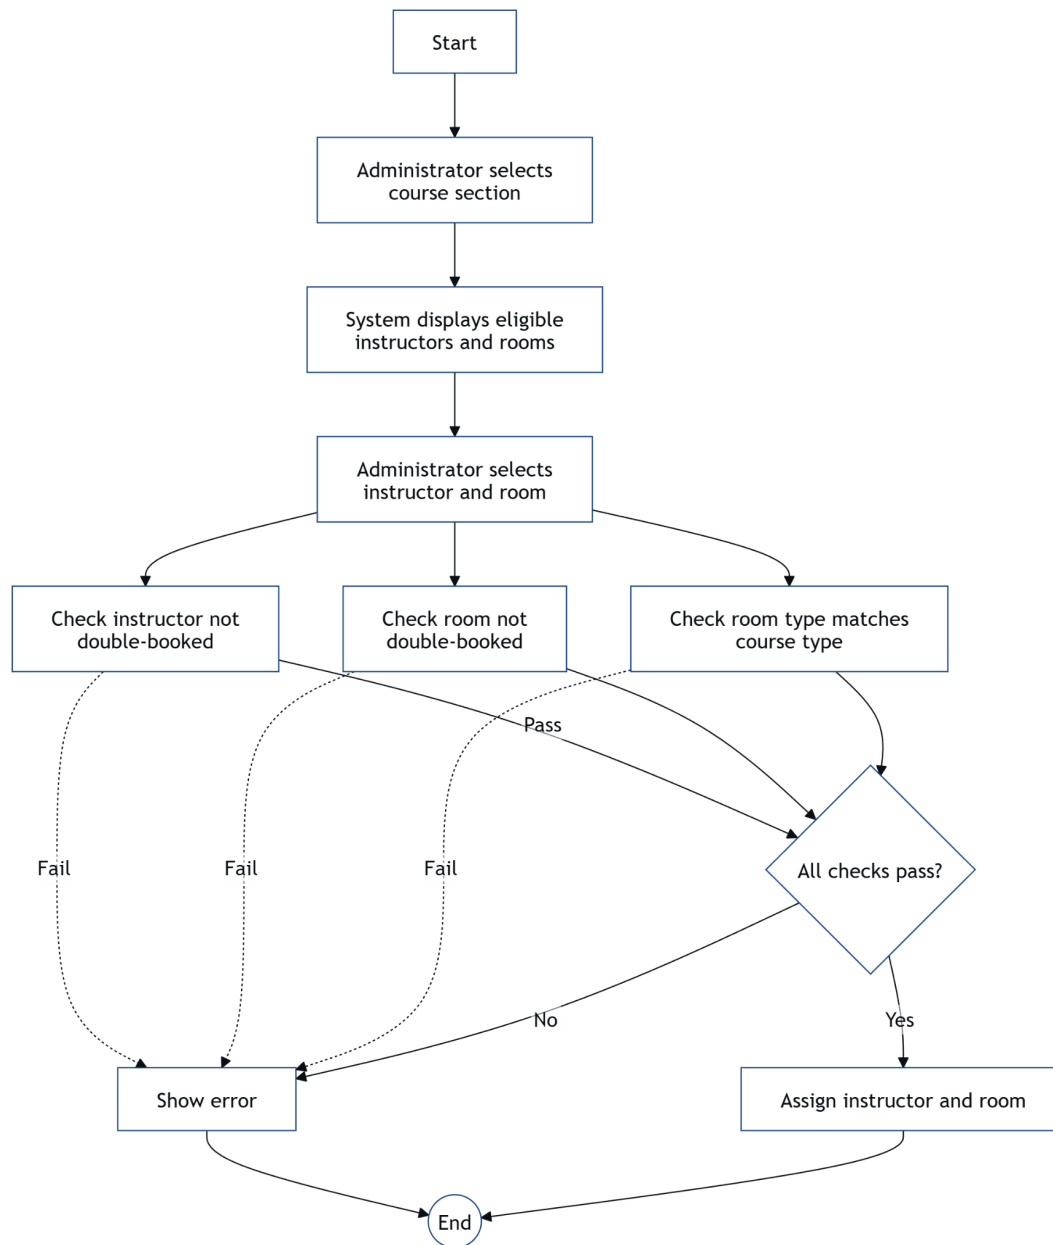 Start
Administrator selects
course section
System displays eligible
instructors and rooms
Administrator selects
instructor and room
Check instructor not
double-booked
Check room not
double-booked
Check room type matches
course type
Pass
Fail
Fail
Fail
All checks pass?
No
Yes
Show error
Assign instructor and room
End